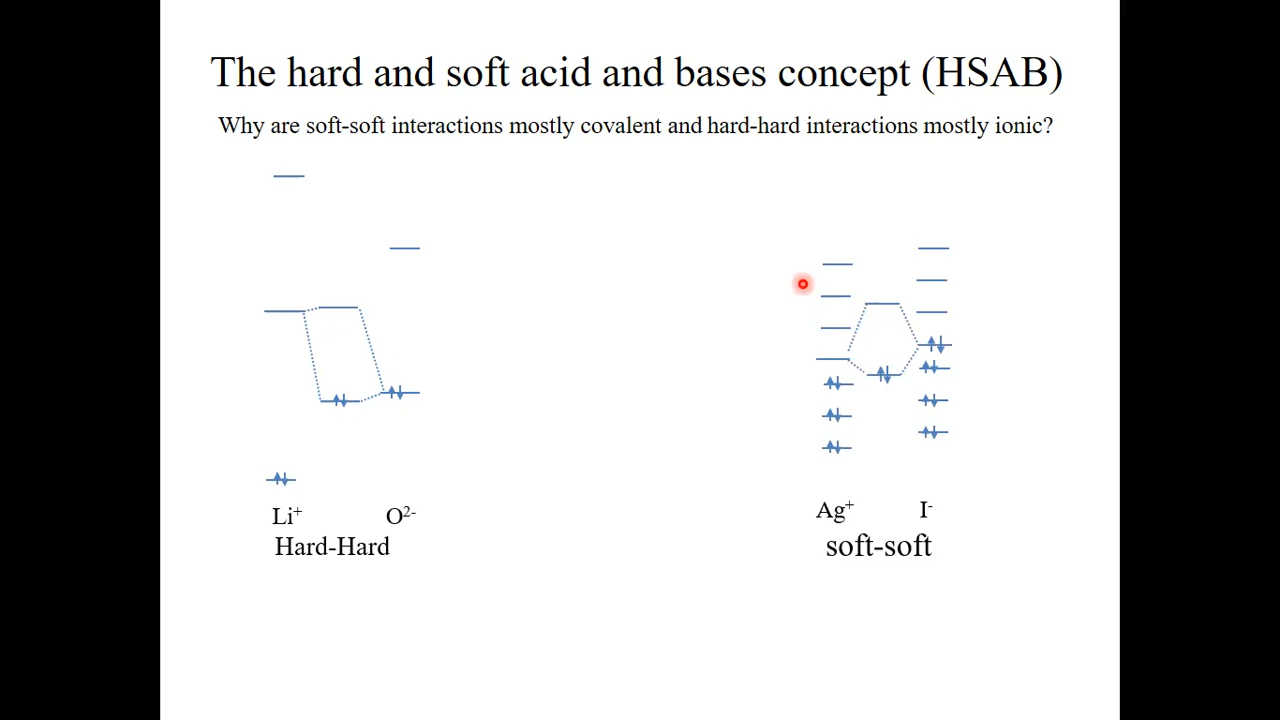 The hard and soft acid and bases concept (HSAB)
Why are soft-soft interactions mostly covalent and hard-hard interactions mostly ionic?
Li⁺ O²⁻ Ag⁺ I⁻
Hard-Hard soft-soft